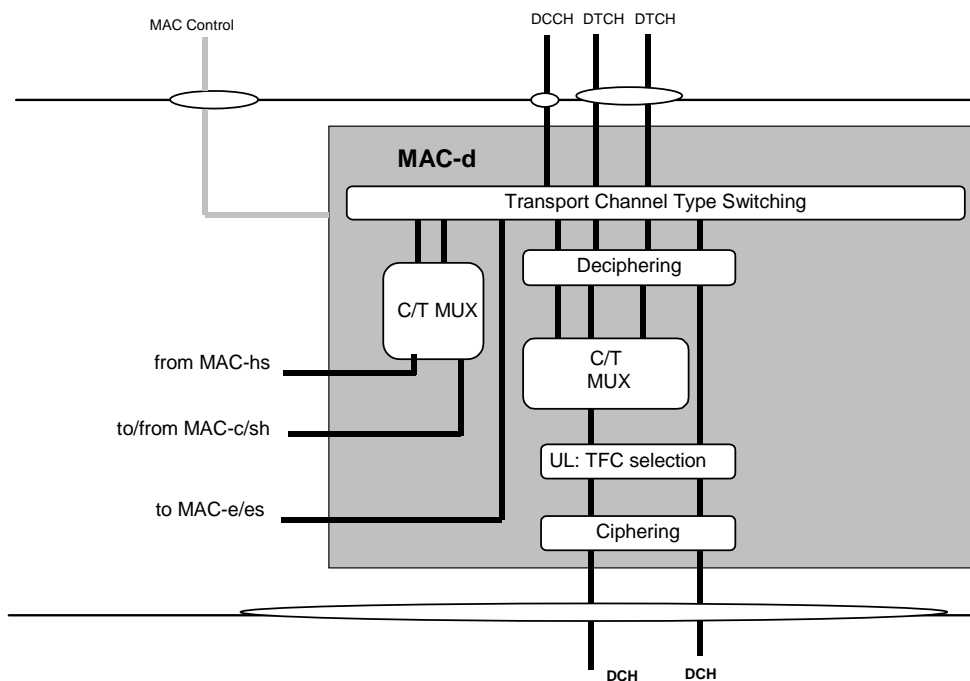 MAC Control
DCCH DTCH DTCH
MAC-d
Transport Channel Type Switching
Deciphering
C/T MUX
from MAC-hs
C/T
MUX
to/from MAC-c/sh
UL: TFC selection
to MAC-e/es
Ciphering
DCH
DCH